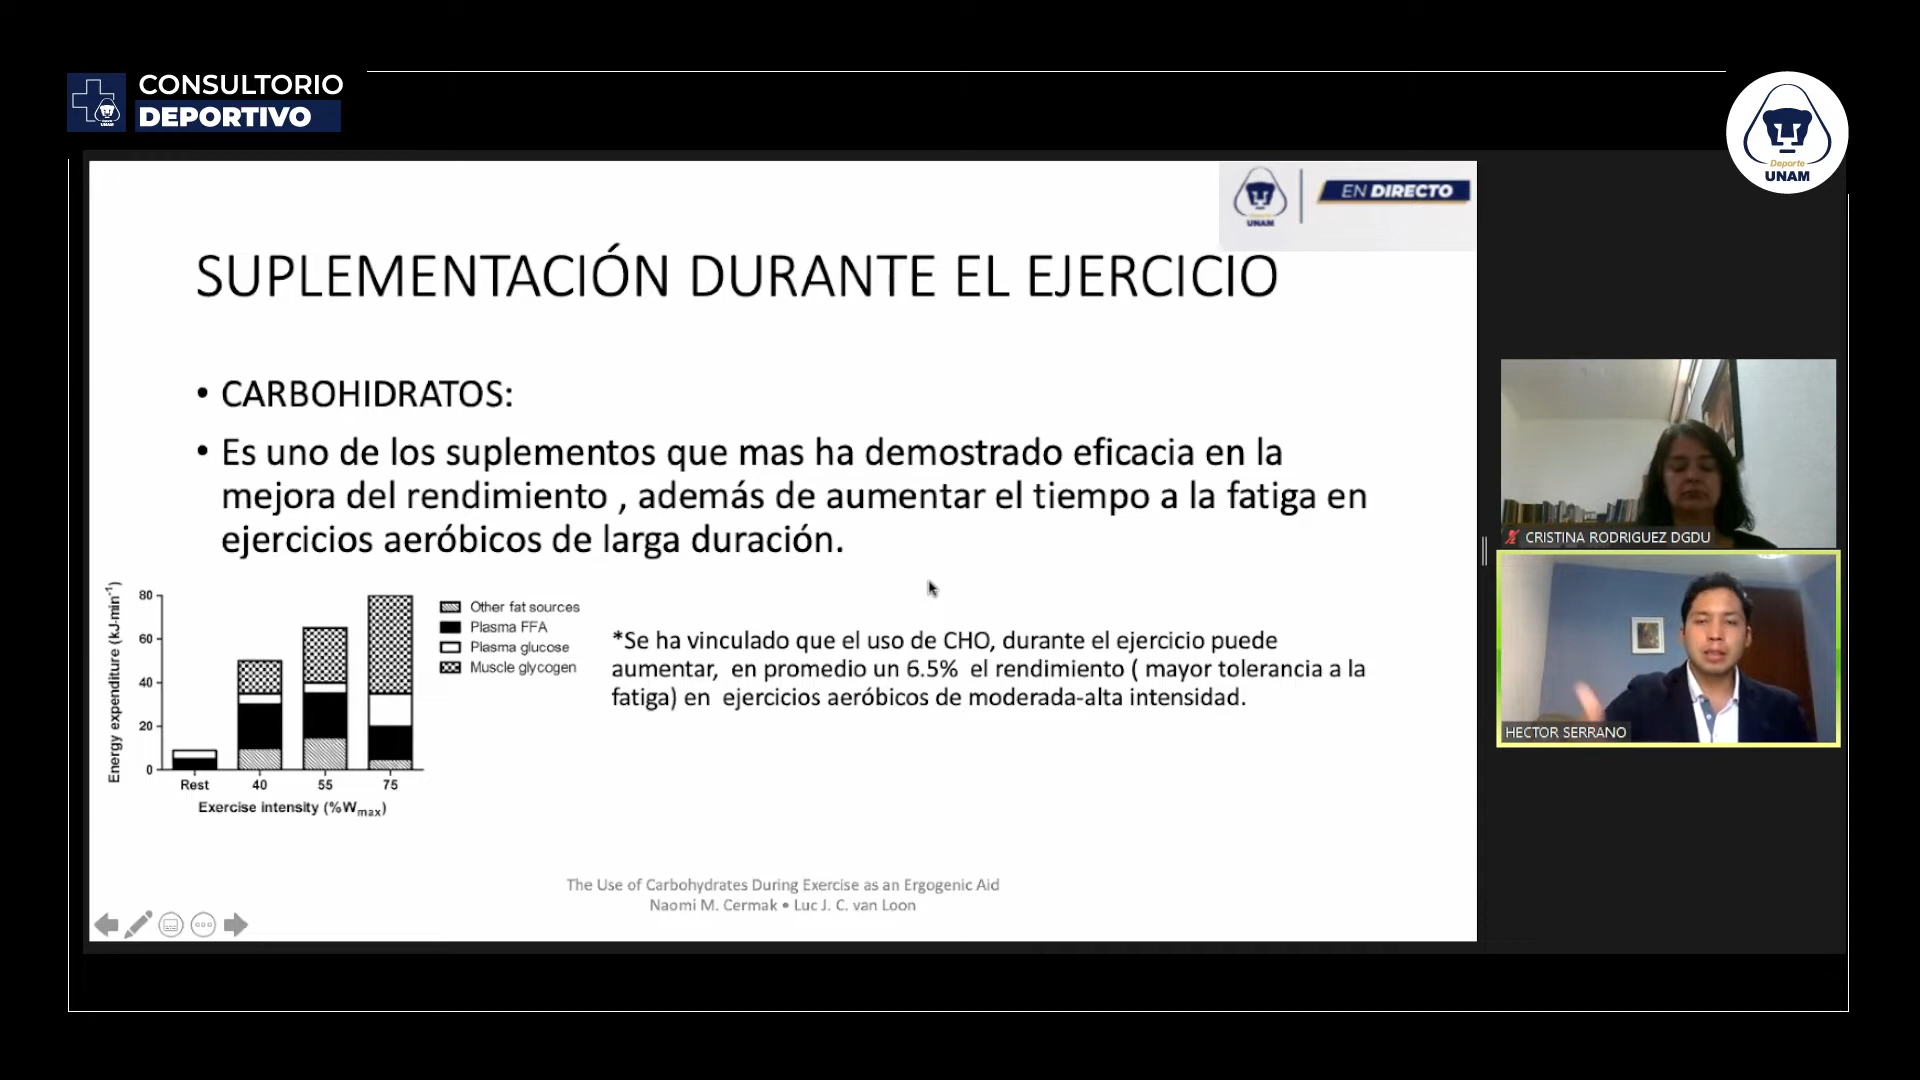 CONSULTORIO
DEPORTIVO
Deporte
UNAM
UNAM
EN DIRECTO
SUPLEMENTACIÓN DURANTE EL EJERCICIO
• CARBOHIDRATOS:
• Es uno de los suplementos que mas ha demostrado eficacia en la
mejora del rendimiento , además de aumentar el tiempo a la fatiga en
ejercicios aeróbicos de larga duración.
Energy expenditure (kJ·min-1)
80
60
40
20
0
Rest 40 55 75
Exercise intensity (%Wmax)
Other fat sources
Plasma FFA
Plasma glucose
Muscle glycogen
*Se ha vinculado que el uso de CHO, durante el ejercicio puede
aumentar, en promedio un 6.5% el rendimiento ( mayor tolerancia a la
fatiga) en ejercicios aeróbicos de moderada-alta intensidad.
The Use of Carbohydrates During Exercise as an Ergogenic Aid
Naomi M. Cermak • Luc J. C. van Loon
CRISTINA RODRIGUEZ DGDU
HECTOR SERRANO